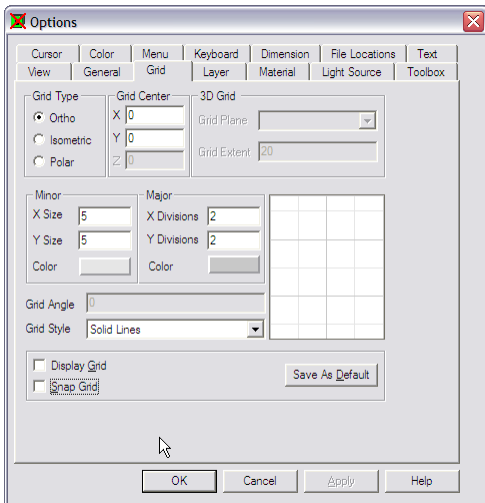 Options
Cursor Color Menu Keyboard Dimension File Locations Text
View General Grid Layer Material Light Source Toolbox
Grid Type
Ortho
Isometric
Polar
Grid Center
X 0
Y 0
Z 0
3D Grid
Grid Plane
Grid Extent 20
Minor
X Size 5
Y Size 5
Color
Major
X Divisions 2
Y Divisions 2
Color
Grid Angle 0
Grid Style Solid Lines
Display Grid
Snap Grid
Save As Default
OK Cancel Apply Help